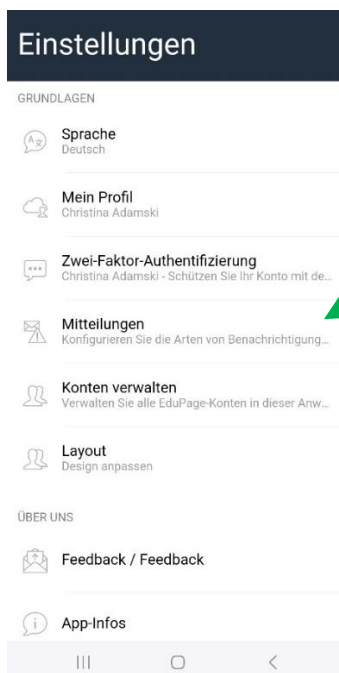 Einstellungen
GRUNDLAGEN
Sprache
Deutsch
Mein Profil
Christina Adamski
Zwei-Faktor-Authentifizierung
Christina Adamski - Schützen Sie Ihr Konto mit de...
Mitteilungen
Konfigurieren Sie die Arten von Benachrichtigung...
Konten verwalten
Verwalten Sie alle EduPage-Konten in dieser Anw...
Layout
Design anpassen
ÜBER UNS
Feedback / Feedback
App-Infos